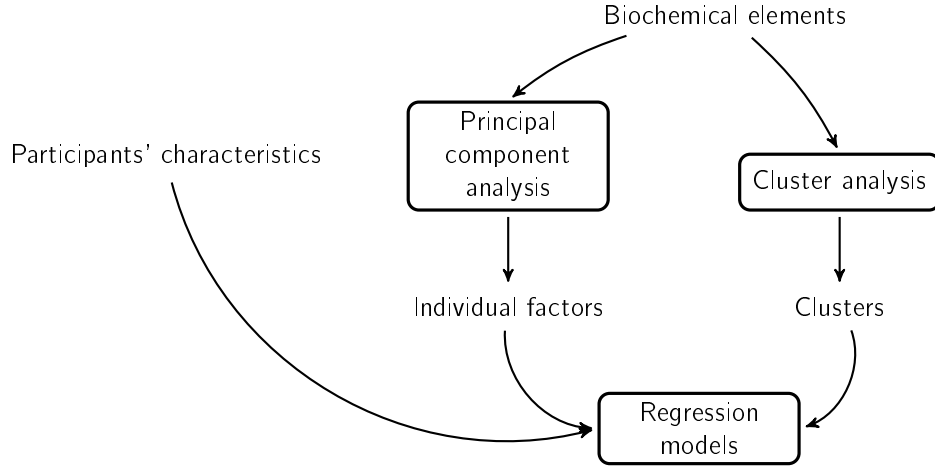 Biochemical elements
Principal
component
analysis
Participants' characteristics
Cluster analysis
Individual factors
Clusters
Regression
models